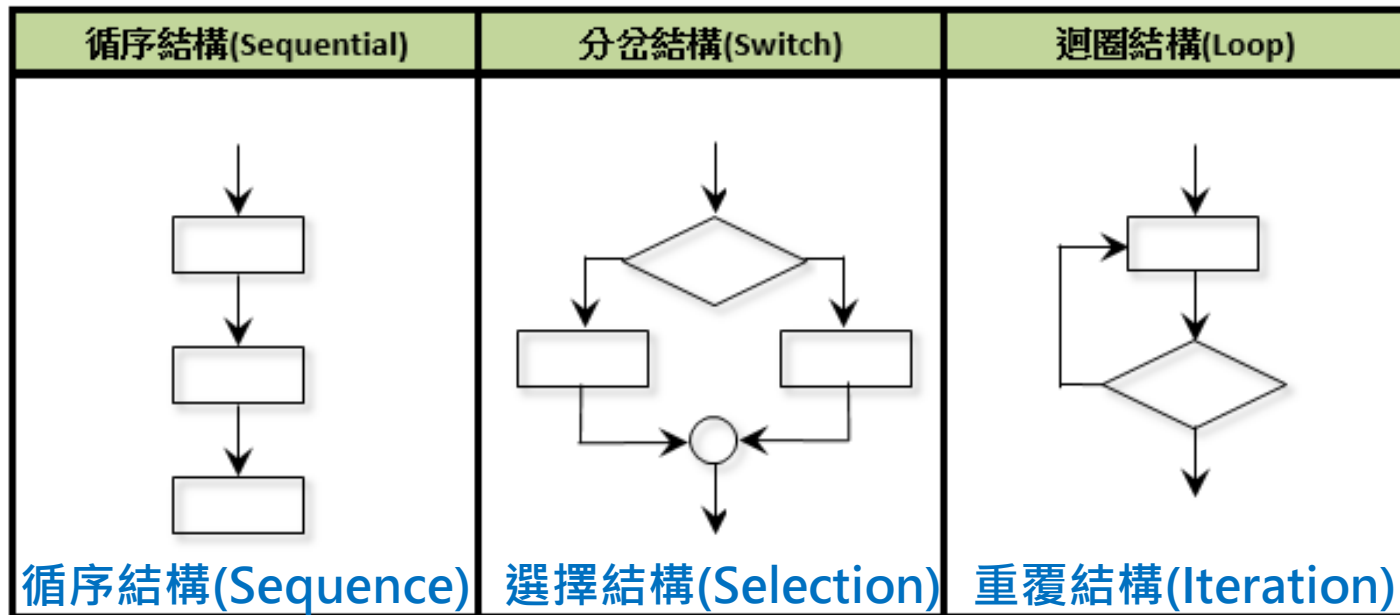 循序結構(Sequential)
分岔結構(Switch)
迴圈結構(Loop)
循序結構(Sequence)
選擇結構(Selection)
重覆結構(Iteration)